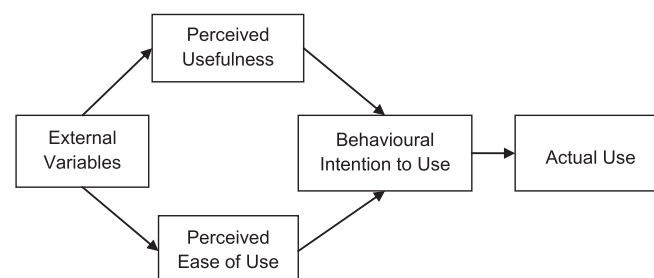 Perceived
Usefulness
External
Variables
Behavioural
Intention to Use
Actual Use
Perceived
Ease of Use